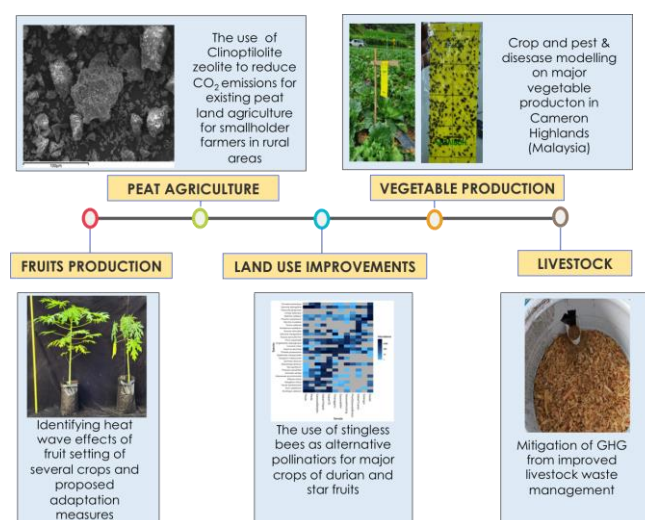 The use of
Clinoptilolite
zeolite to reduce
CO₂ emissions for
existing peat
land agriculture
for smallholder
farmers in rural
areas
Crop and pest &
disesase modelling
on major
vegetable
producton in
Cameron
Highlands
(Malaysia)
PEAT AGRICULTURE
VEGETABLE PRODUCTION
FRUITS PRODUCTION
LAND USE IMPROVEMENTS
LIVESTOCK
Identifying heat
wave effects of
fruit setting of
several crops and
proposed
adaptation
measures
The use of stingless
bees as alternative
pollinatiors for major
crops of durian and
star fruits
Mitigation of GHG
from improved
livestock waste
management